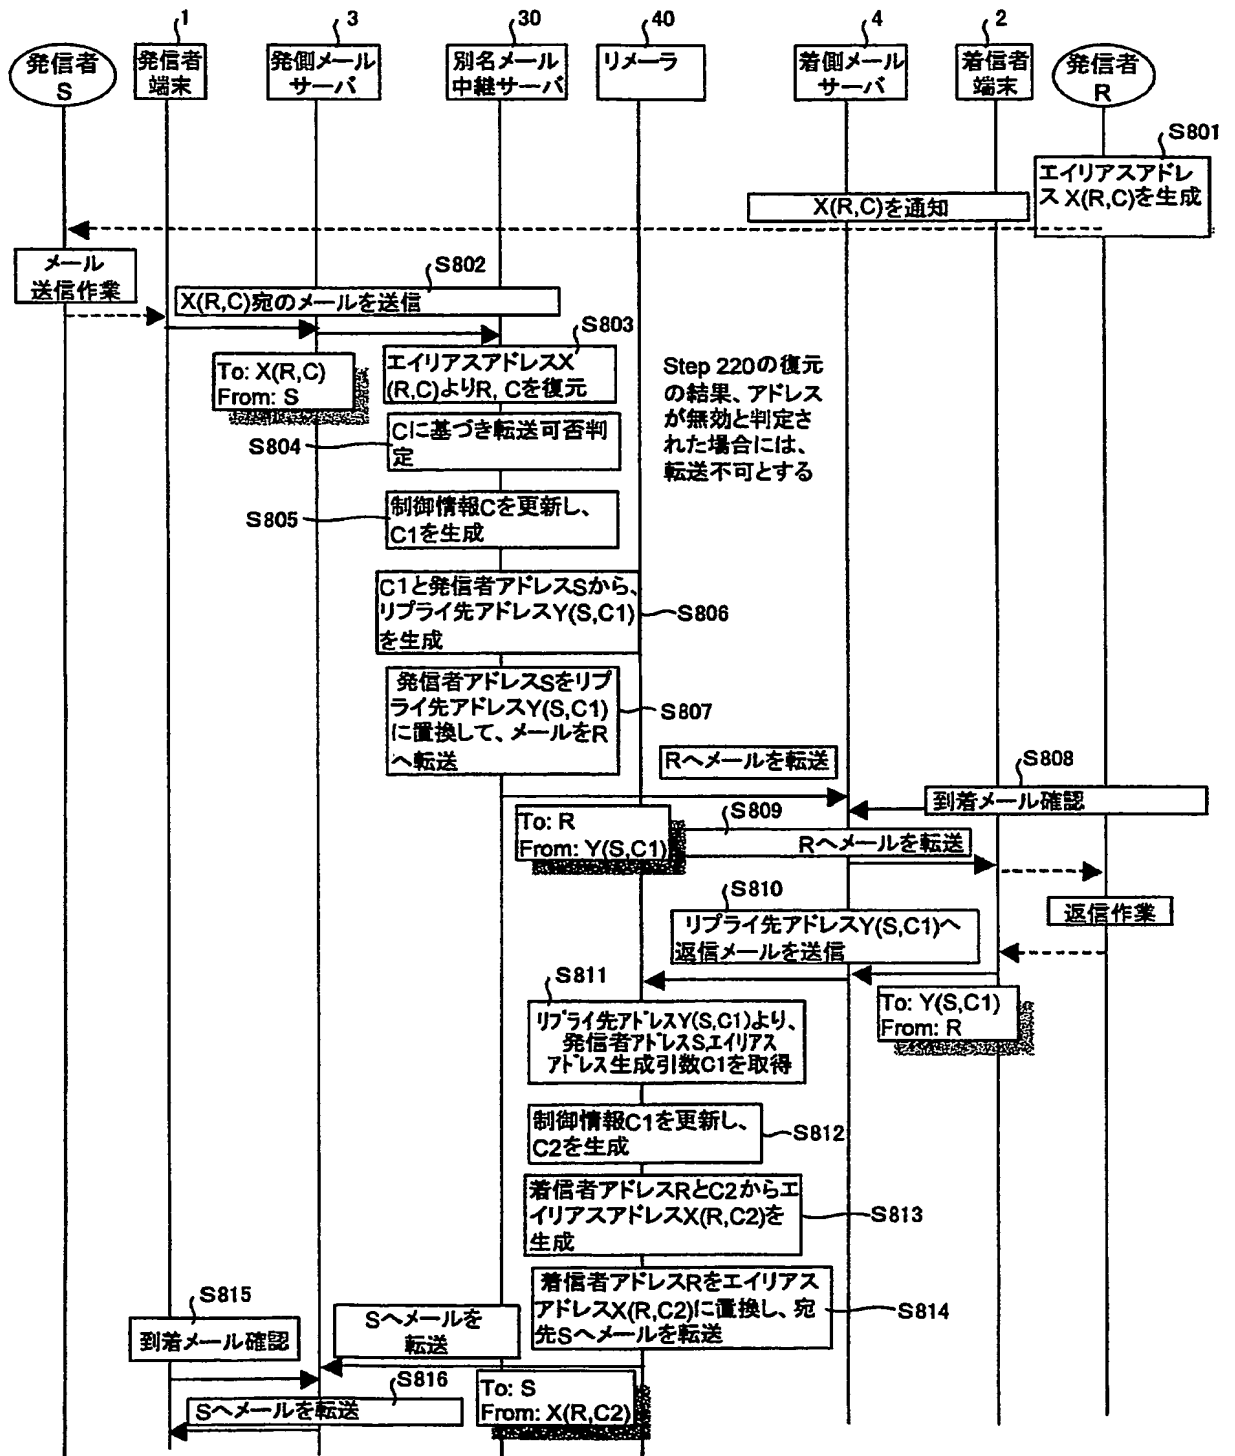 1
3
30
40
4
2
発信者
S
発信者
端末
発側メール
サーバ
別名メール
中継サーバ
リメーラ
着側メール
サーバ
着信者
端末
発信者
R
S801
エイリアスアドレ
スX(R,C)を生成
X(R,C)を通知
メール
送信作業
S802
X(R,C)宛のメールを送信
S803
To: X(R,C)
From: S
エイリアスアドレスX
(R,C)よりR, Cを復元
Step 220の復元
の結果、アドレス
が無効と判定さ
れた場合には、
転送不可とする
S804
Cに基づき転送可否判
定
S805
制御情報Cを更新し、
C1を生成
C1と発信者アドレスSから、
リプライ先アドレスY(S,C1)
を生成
S806
発信者アドレスSをリプ
ライ先アドレスY(S,C1)
に置換して、メールをR
へ転送
S807
Rへメールを転送
S808
到着メール確認
To: R
From: Y(S,C1)
S809
Rへメールを転送
S810
リプライ先アドレスY(S,C1)へ
返信メールを送信
返信作業
S811
リプライ先アドレスY(S,C1)より、
発信者アドレスS,エイリアス
アドレス生成引数C1を取得
To: Y(S,C1)
From: R
制御情報C1を更新し、
C2を生成
S812
着信者アドレスRとC2からエ
イリアスアドレスX(R,C2)を
生成
S813
着信者アドレスRをエイリアス
アドレスX(R,C2)に置換し、宛
先Sへメールを転送
S814
S815
到着メール確認
Sへメールを
転送
S816
Sへメールを転送
To: S
From: X(R,C2)